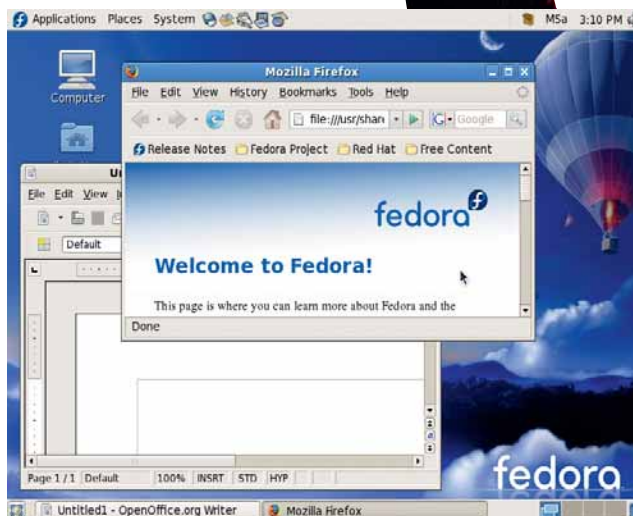 Applications Places System M5a 3:10 PM
Computer
Mozilla Firefox
File Edit View History Bookmarks Tools Help
file:///usr/shar Google
Release Notes Fedora Project Red Hat Free Content
fedora
Welcome to Fedora!
This page is where you can learn more about Fedora and the
Done
File Edit View
Default
Page 1 / 1 Default 100% INSRT STD HYP
fedora
Untitled1 - OpenOffice.org Writer Mozilla Firefox